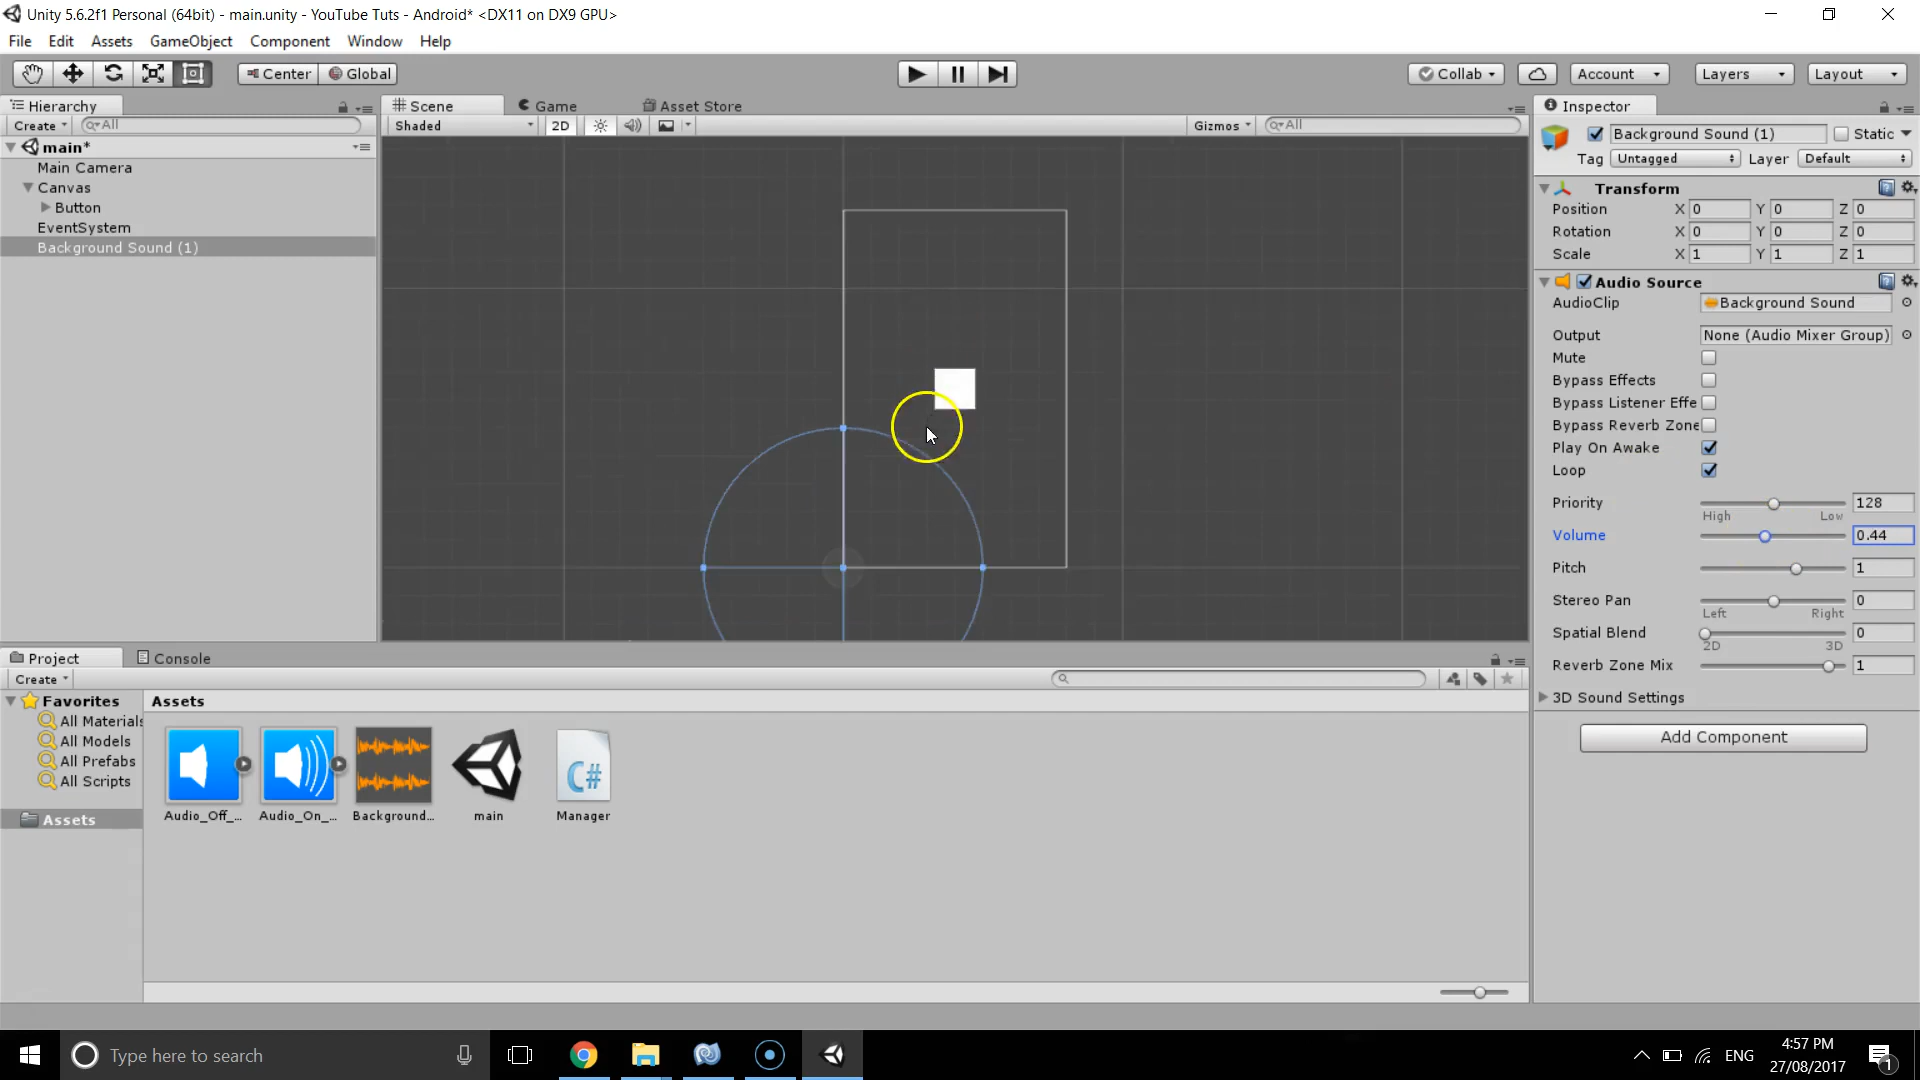 Unity 5.6.2f1 Personal (64bit) - main.unity - YouTube Tuts - Android* <DX11 on DX9 GPU>
File Edit Assets GameObject Component Window Help
Center Global Collab Account Layers Layout
Hierarchy
Create All
main*
Main Camera
Canvas
Button
EventSystem
Background Sound (1)
Scene Game Asset Store
Shaded 2D Gizmos All
Inspector
Background Sound (1) Static
Tag Untagged Layer Default
Transform
Position X 0 Y 0 Z 0
Rotation X 0 Y 0 Z 0
Scale X 1 Y 1 Z 1
Audio Source
AudioClip Background Sound
Output None (Audio Mixer Group)
Mute
Bypass Effects
Bypass Listener Effe
Bypass Reverb Zone
Play On Awake
Loop
Priority 128
High Low
Volume 0.44
Pitch 1
Stereo Pan 0
Left Right
Spatial Blend 0
2D 3D
Reverb Zone Mix 1
3D Sound Settings
Add Component
Project Console
Create
Favorites
All Materials
All Models
All Prefabs
All Scripts
Assets
Assets
C#
Audio_Off_... Audio_On_... Background... main Manager
Type here to search
ENG
4:57 PM
27/08/2017
1